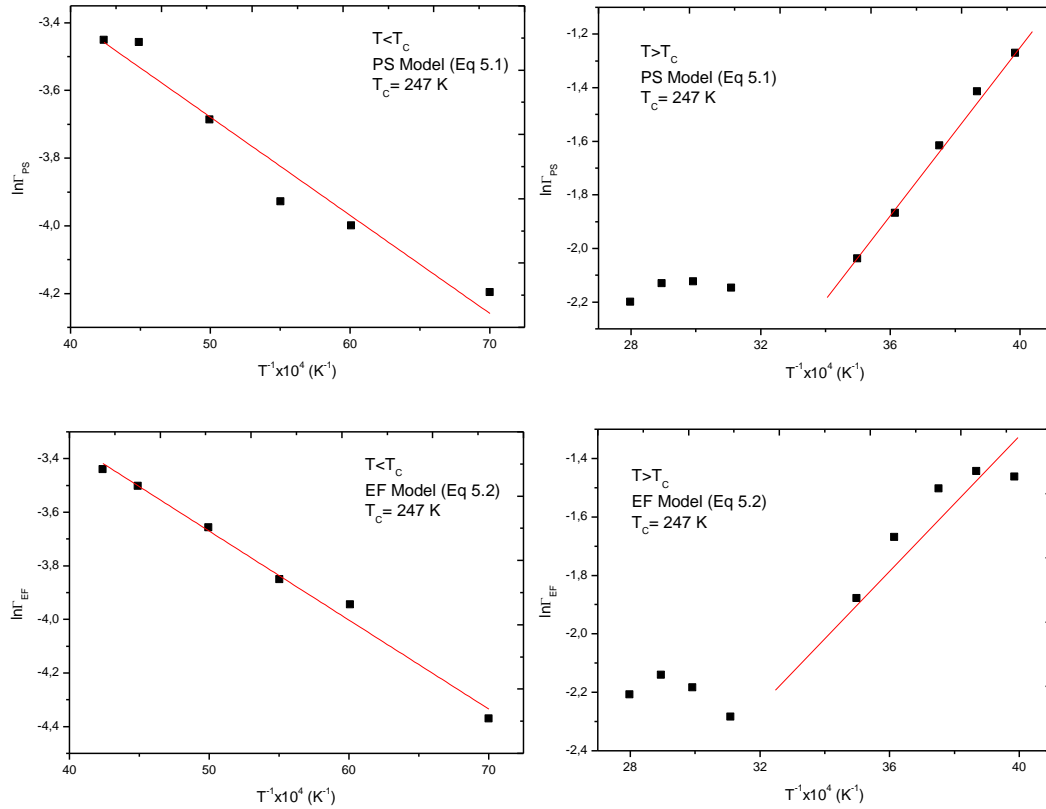 -3,4
-3,6
-3,8
-4,0
-4,2
lnΓPS
T<TC
PS Model (Eq 5.1)
TC= 247 K
40 50 60 70
T-1x104 (K-1)
-1,2
-1,4
-1,6
-1,8
-2,0
-2,2
lnΓPS
T>TC
PS Model (Eq 5.1)
TC= 247 K
28 32 36 40
T-1x104 (K-1)
-3,4
-3,6
-3,8
-4,0
-4,2
-4,4
lnΓEF
T<TC
EF Model (Eq 5.2)
TC= 247 K
40 50 60 70
T-1x104 (K-1)
-1,4
-1,6
-1,8
-2,0
-2,2
-2,4
lnΓEF
T>TC
EF Model (Eq 5.2)
TC= 247 K
28 32 36 40
T-1x104 (K-1)